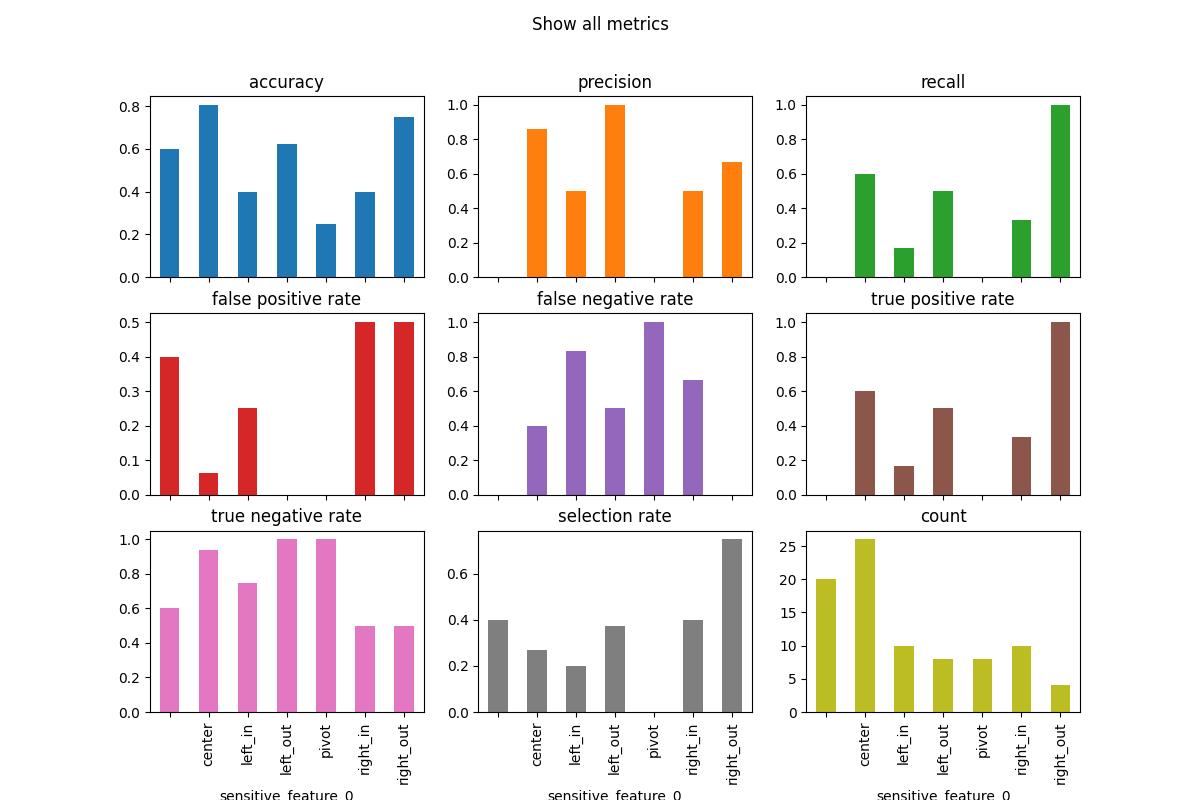 Show all metrics
accuracy
0.8
0.6
0.4
0.2
0.0
precision
1.0
0.8
0.6
0.4
0.2
0.0
recall
1.0
0.8
0.6
0.4
0.2
0.0
false positive rate
0.5
0.4
0.3
0.2
0.1
0.0
false negative rate
1.0
0.8
0.6
0.4
0.2
0.0
true positive rate
1.0
0.8
0.6
0.4
0.2
0.0
true negative rate
1.0
0.8
0.6
0.4
0.2
0.0
center
left_in
left_out
pivot
right_in
right_out
sensitive_feature_0
selection rate
0.6
0.4
0.2
0.0
center
left_in
left_out
pivot
right_in
right_out
sensitive_feature_0
count
25
20
15
10
5
0
center
left_in
left_out
pivot
right_in
right_out
sensitive_feature_0